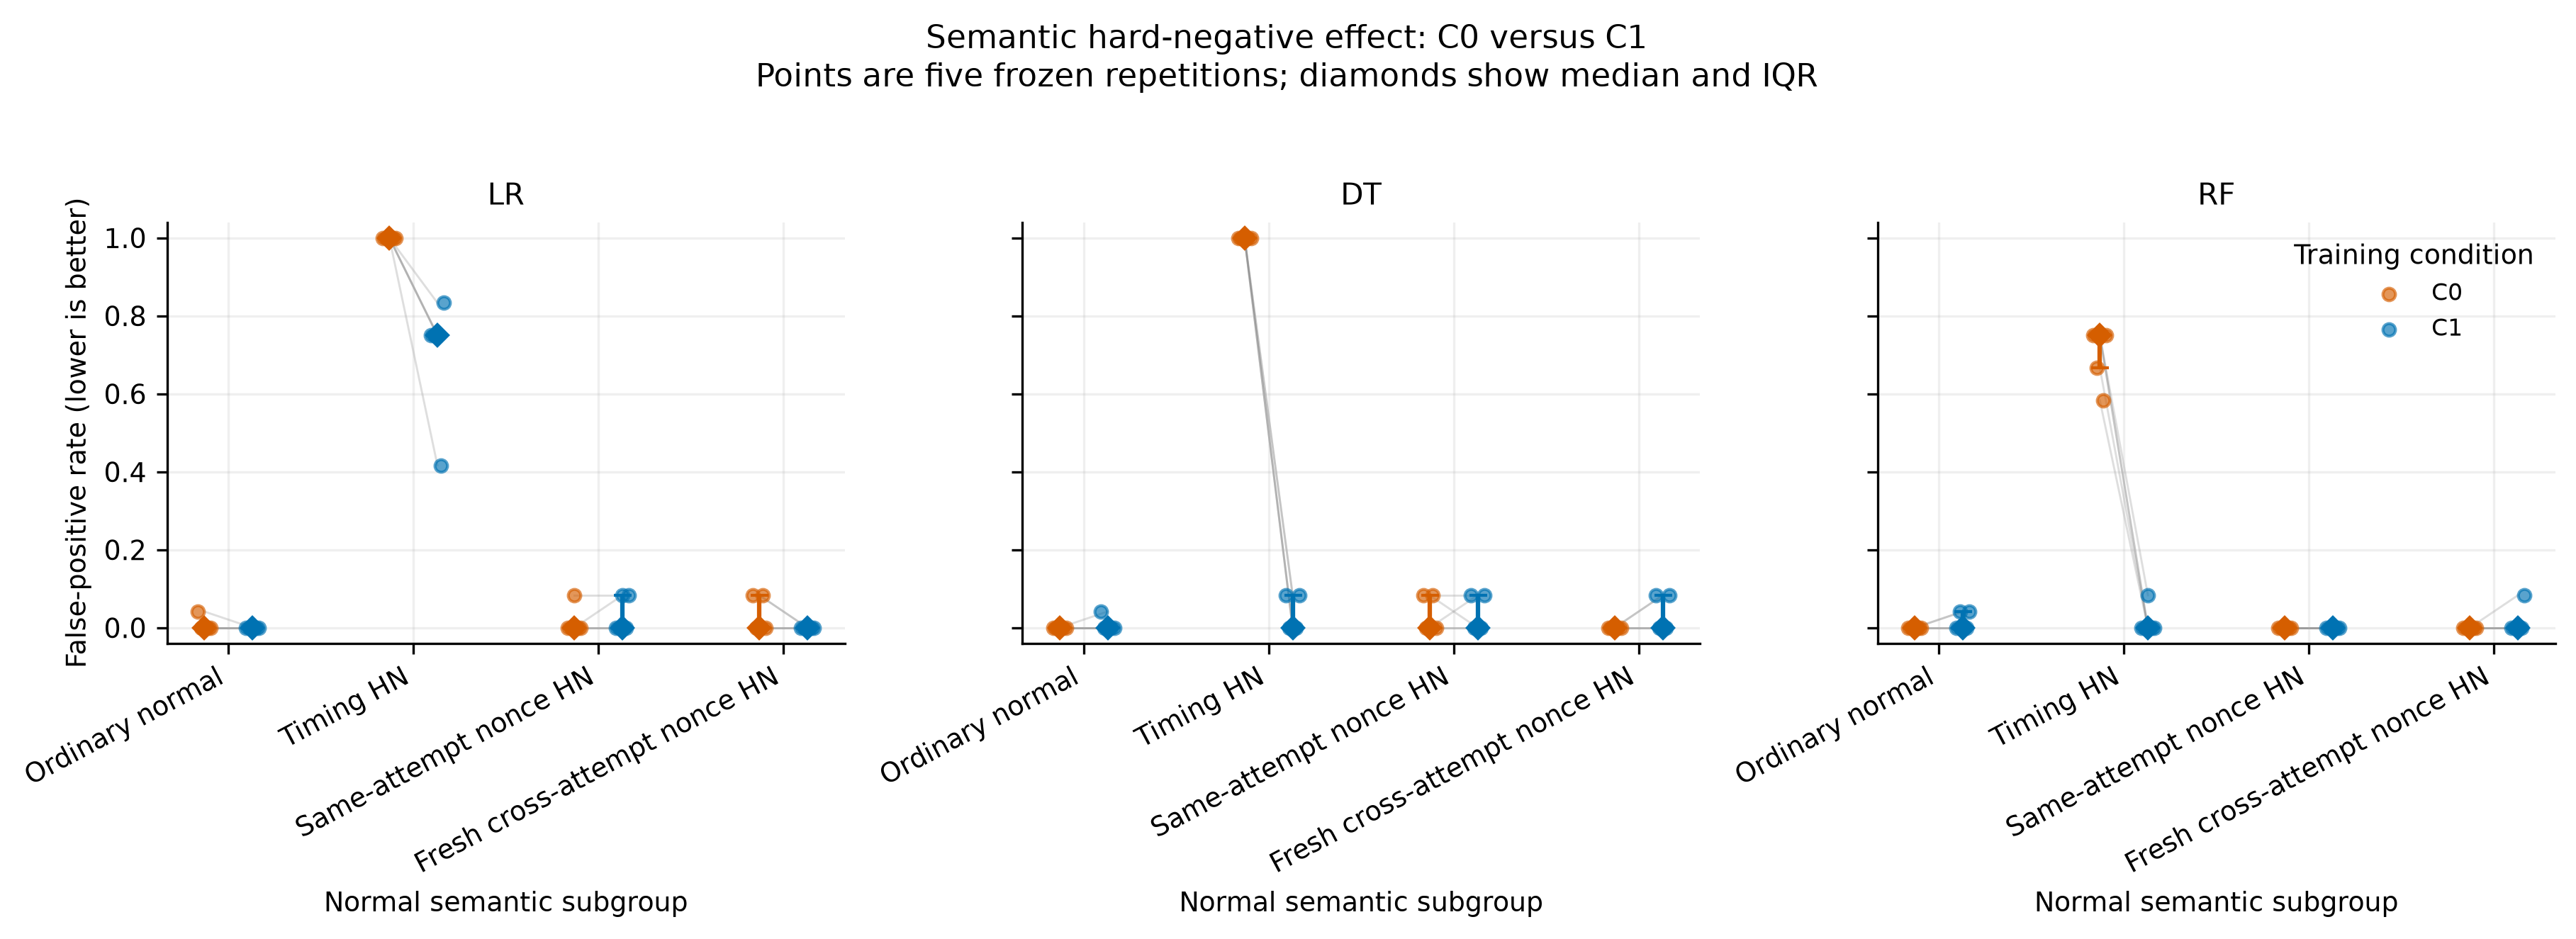 Semantic hard-negative effect: C0 versus C1
Points are five frozen repetitions; diamonds show median and IQR
LR
DT
RF
False-positive rate (lower is better)
1.0
0.8
0.6
0.4
0.2
0.0
Training condition
C0
C1
Ordinary normal
Timing HN
Same-attempt nonce HN
Fresh cross-attempt nonce HN
Ordinary normal
Timing HN
Same-attempt nonce HN
Fresh cross-attempt nonce HN
Ordinary normal
Timing HN
Same-attempt nonce HN
Fresh cross-attempt nonce HN
Normal semantic subgroup
Normal semantic subgroup
Normal semantic subgroup